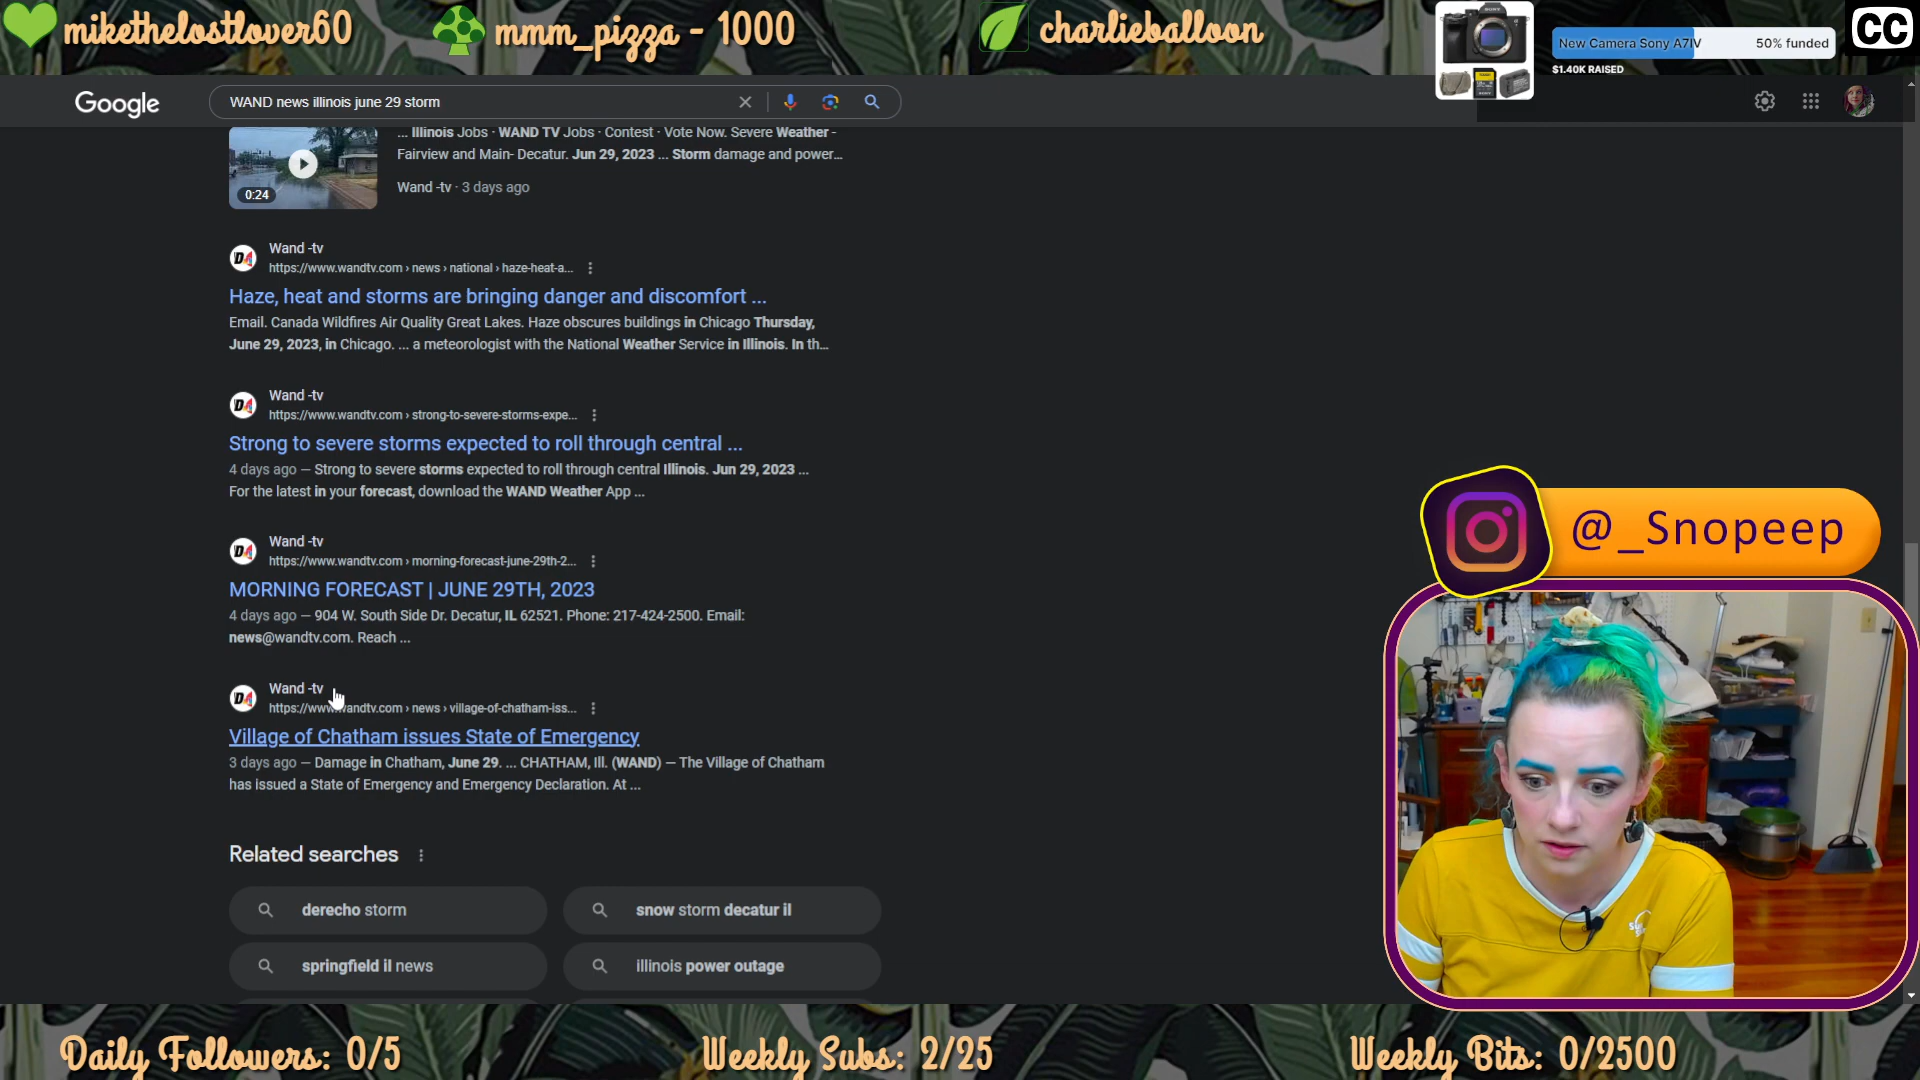 mikethelostlover60
mmm_pizza - 1000
charlieballoon
SONY
New Camera Sony A7IV
50% funded
$1.40K RAISED
CC
Google
WAND news illinois june 29 storm
... Illinois Jobs · WAND TV Jobs · Contest · Vote Now. Severe Weather -
Fairview and Main- Decatur. Jun 29, 2023 ... Storm damage and power...
0:24
Wand -tv · 3 days ago
Wand -tv
https://www.wandtv.com › news › national › haze-heat-a...
Haze, heat and storms are bringing danger and discomfort ...
Email. Canada Wildfires Air Quality Great Lakes. Haze obscures buildings in Chicago Thursday,
June 29, 2023, in Chicago. ... a meteorologist with the National Weather Service in Illinois. In th...
Wand -tv
https://www.wandtv.com › strong-to-severe-storms-expe...
Strong to severe storms expected to roll through central ...
4 days ago — Strong to severe storms expected to roll through central Illinois. Jun 29, 2023 ...
For the latest in your forecast, download the WAND Weather App ...
Wand -tv
https://www.wandtv.com › morning-forecast-june-29th-2...
MORNING FORECAST | JUNE 29TH, 2023
4 days ago — 904 W. South Side Dr. Decatur, IL 62521. Phone: 217-424-2500. Email:
news@wandtv.com. Reach ...
Wand -tv
https://www.wandtv.com › news › village-of-chatham-iss...
Village of Chatham issues State of Emergency
3 days ago — Damage in Chatham, June 29. ... CHATHAM, Ill. (WAND) — The Village of Chatham
has issued a State of Emergency and Emergency Declaration. At ...
Related searches
derecho storm
snow storm decatur il
springfield il news
illinois power outage
@_Snopeep
Daily Followers: 0/5
Weekly Subs: 2/25
Weekly Bits: 0/2500